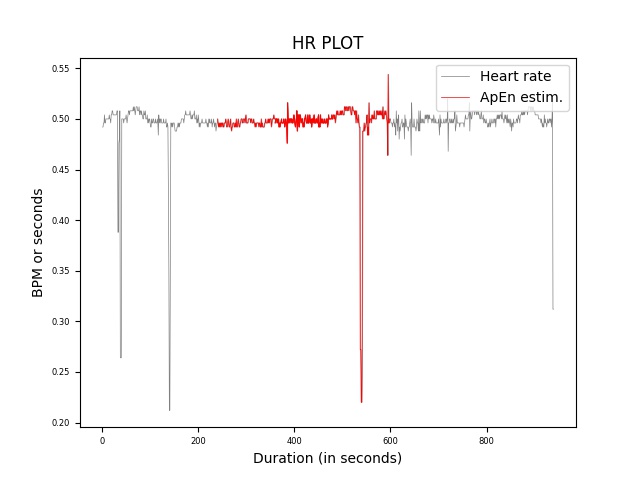 HR PLOT
Heart rate
ApEn estim.
BPM or seconds
0.55
0.50
0.45
0.40
0.35
0.30
0.25
0.20
0
200
400
600
800
Duration (in seconds)